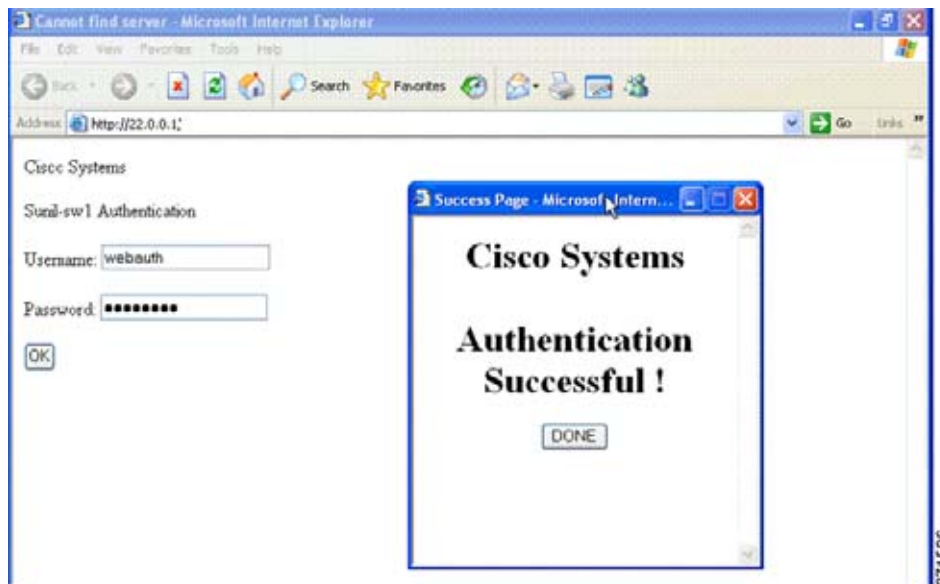 Cannot find server - Microsoft Internet Explorer
File Edit View Favorites Tools Help
Back Search Favorites
Address http://22.0.0.1; Go Links »
Cisco Systems
Sunil-sw1 Authentication
Username: webauth
Password: ••••••••
OK
Success Page - Microsoft Intern...
Cisco Systems
Authentication
Successful !
DONE